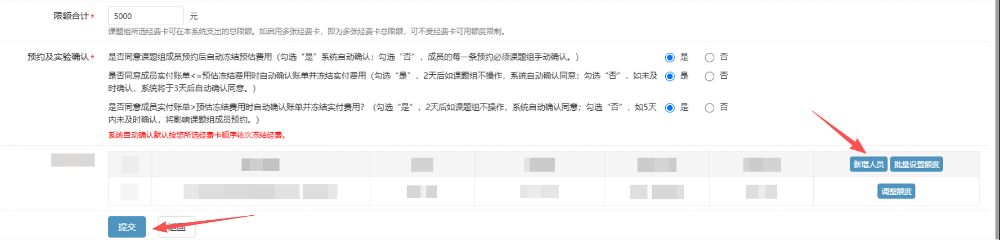 限额合计* 5000 元
课题组所选经费卡可在本系统支出的总限额。如启用多张经费卡，即为多张经费卡总限额，可不受经费卡可用额度限制。
预约及实验确认* 是否同意课题组成员预约后自动冻结预估费用（勾选“是”系统自动确认；勾选“否”，成员的每一条预约必须课题组手动确认。） 是 否
是否同意成员实付账单<=预估冻结费用时自动确认账单并冻结实付费用（勾选“是”，2天后如课题组不操作，系统自动确认同意；勾选“否”，如未及 是 否
时确认，系统将于3天后自动确认同意。）
是否同意成员实付账单>预估冻结费用时自动确认账单并冻结实付费用？（勾选“是”，2天后如课题组不操作，系统自动确认同意；勾选“否”，如5天 是 否
内未及时确认，将影响课题组成员预约。）
系统自动确认默认按您所选经费卡顺序依次冻结经费。
新增人员 批量设置额度
调整额度
提交 返回